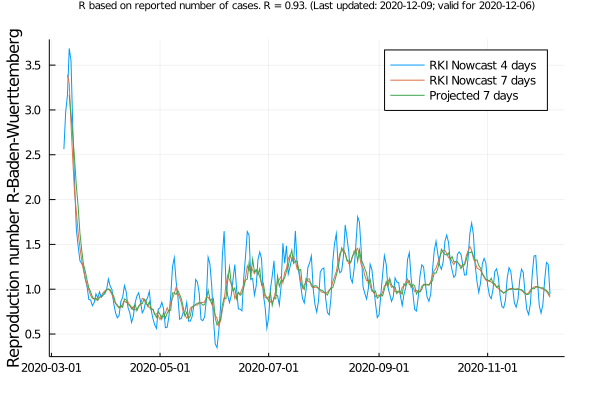 R based on reported number of cases. R = 0.93. (Last updated: 2020-12-09; valid for 2020-12-06)
Reproduction number R-Baden-Wuerttemberg
RKI Nowcast 4 days
RKI Nowcast 7 days
Projected 7 days
3.5
3.0
2.5
2.0
1.5
1.0
0.5
2020-03-01 2020-05-01 2020-07-01 2020-09-01 2020-11-01